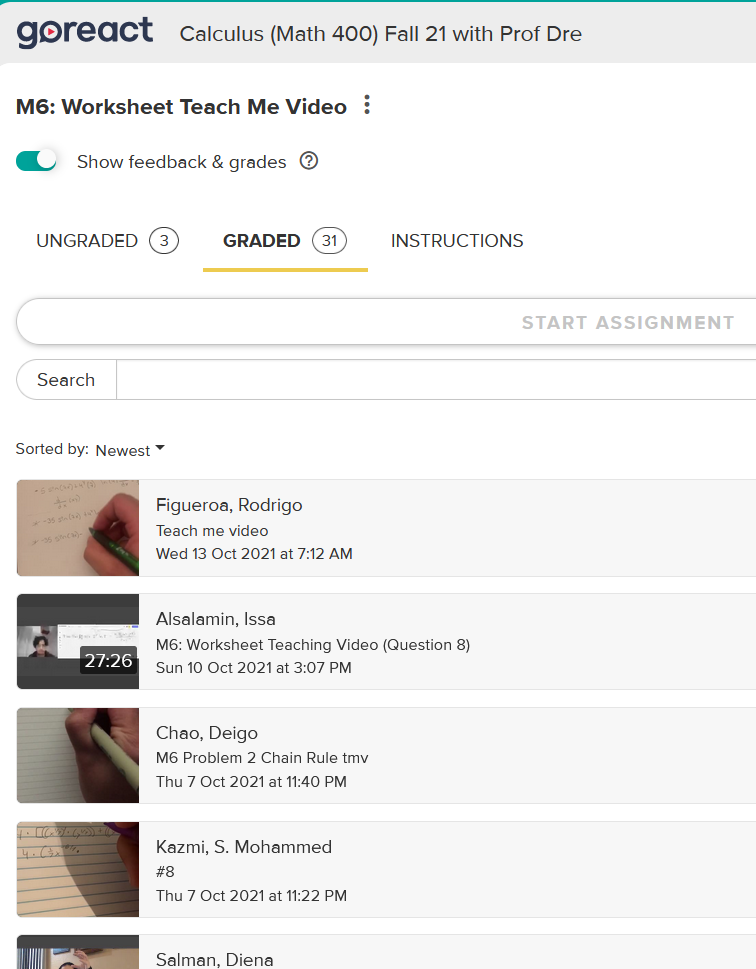 goreact Calculus (Math 400) Fall 21 with Prof Dre
M6: Worksheet Teach Me Video
Show feedback & grades ?
UNGRADED 3 GRADED 31 INSTRUCTIONS
START ASSIGNMENT
Search
Sorted by: Newest
Figueroa, Rodrigo
Teach me video
Wed 13 Oct 2021 at 7:12 AM
Alsalamin, Issa
M6: Worksheet Teaching Video (Question 8)
27:26
Sun 10 Oct 2021 at 3:07 PM
Chao, Deigo
M6 Problem 2 Chain Rule tmv
Thu 7 Oct 2021 at 11:40 PM
Kazmi, S. Mohammed
#8
Thu 7 Oct 2021 at 11:22 PM
Salman, Diena